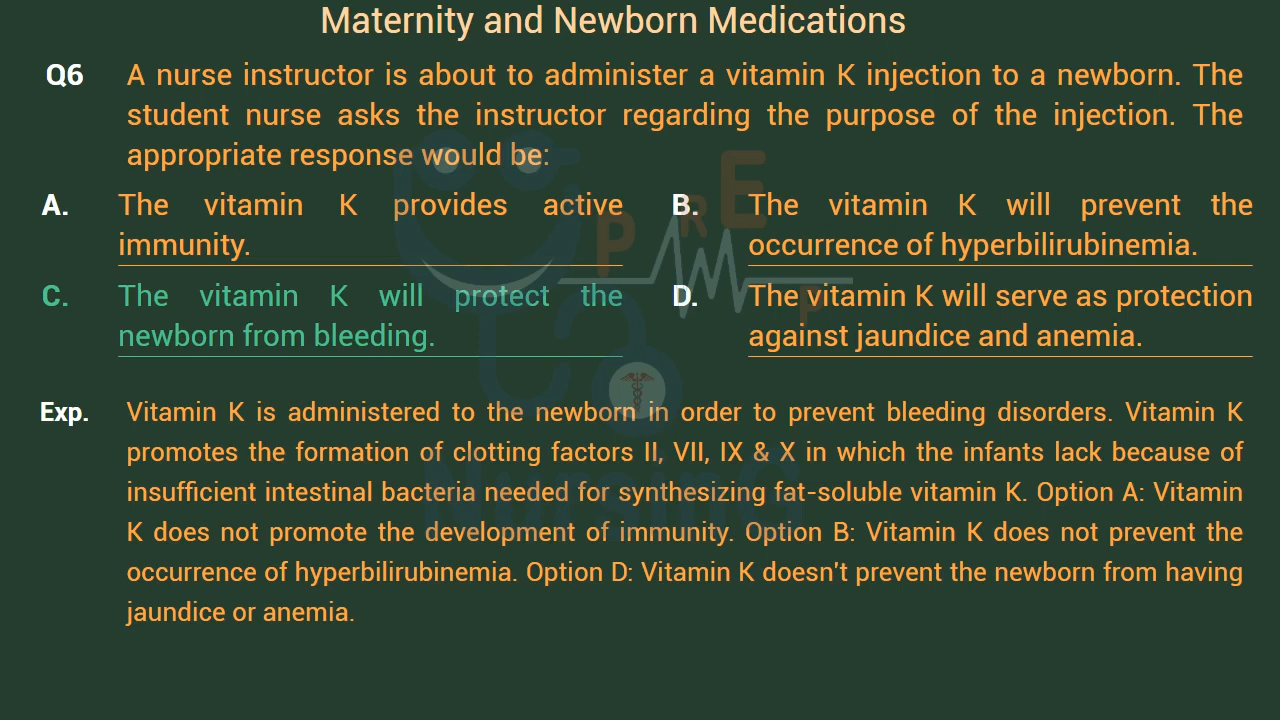 Maternity and Newborn Medications
Q6 A nurse instructor is about to administer a vitamin K injection to a newborn. The
student nurse asks the instructor regarding the purpose of the injection. The
appropriate response would be:
A. The vitamin K provides active
immunity.
B. The vitamin K will prevent the
occurrence of hyperbilirubinemia.
C. The vitamin K will protect the
newborn from bleeding.
D. The vitamin K will serve as protection
against jaundice and anemia.
Exp. Vitamin K is administered to the newborn in order to prevent bleeding disorders. Vitamin K
promotes the formation of clotting factors II, VII, IX & X in which the infants lack because of
insufficient intestinal bacteria needed for synthesizing fat-soluble vitamin K. Option A: Vitamin
K does not promote the development of immunity. Option B: Vitamin K does not prevent the
occurrence of hyperbilirubinemia. Option D: Vitamin K doesn't prevent the newborn from having
jaundice or anemia.
PREP
NursinG